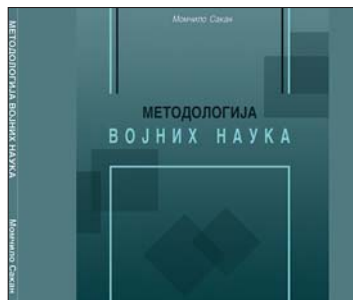 Момчило Сакан
МЕТОДОЛОГИЈА
ВОЈНИХ НАУКА
МЕТОДОЛОГИЈА ВОЈНИХ НАУКА
Момчило Сакан